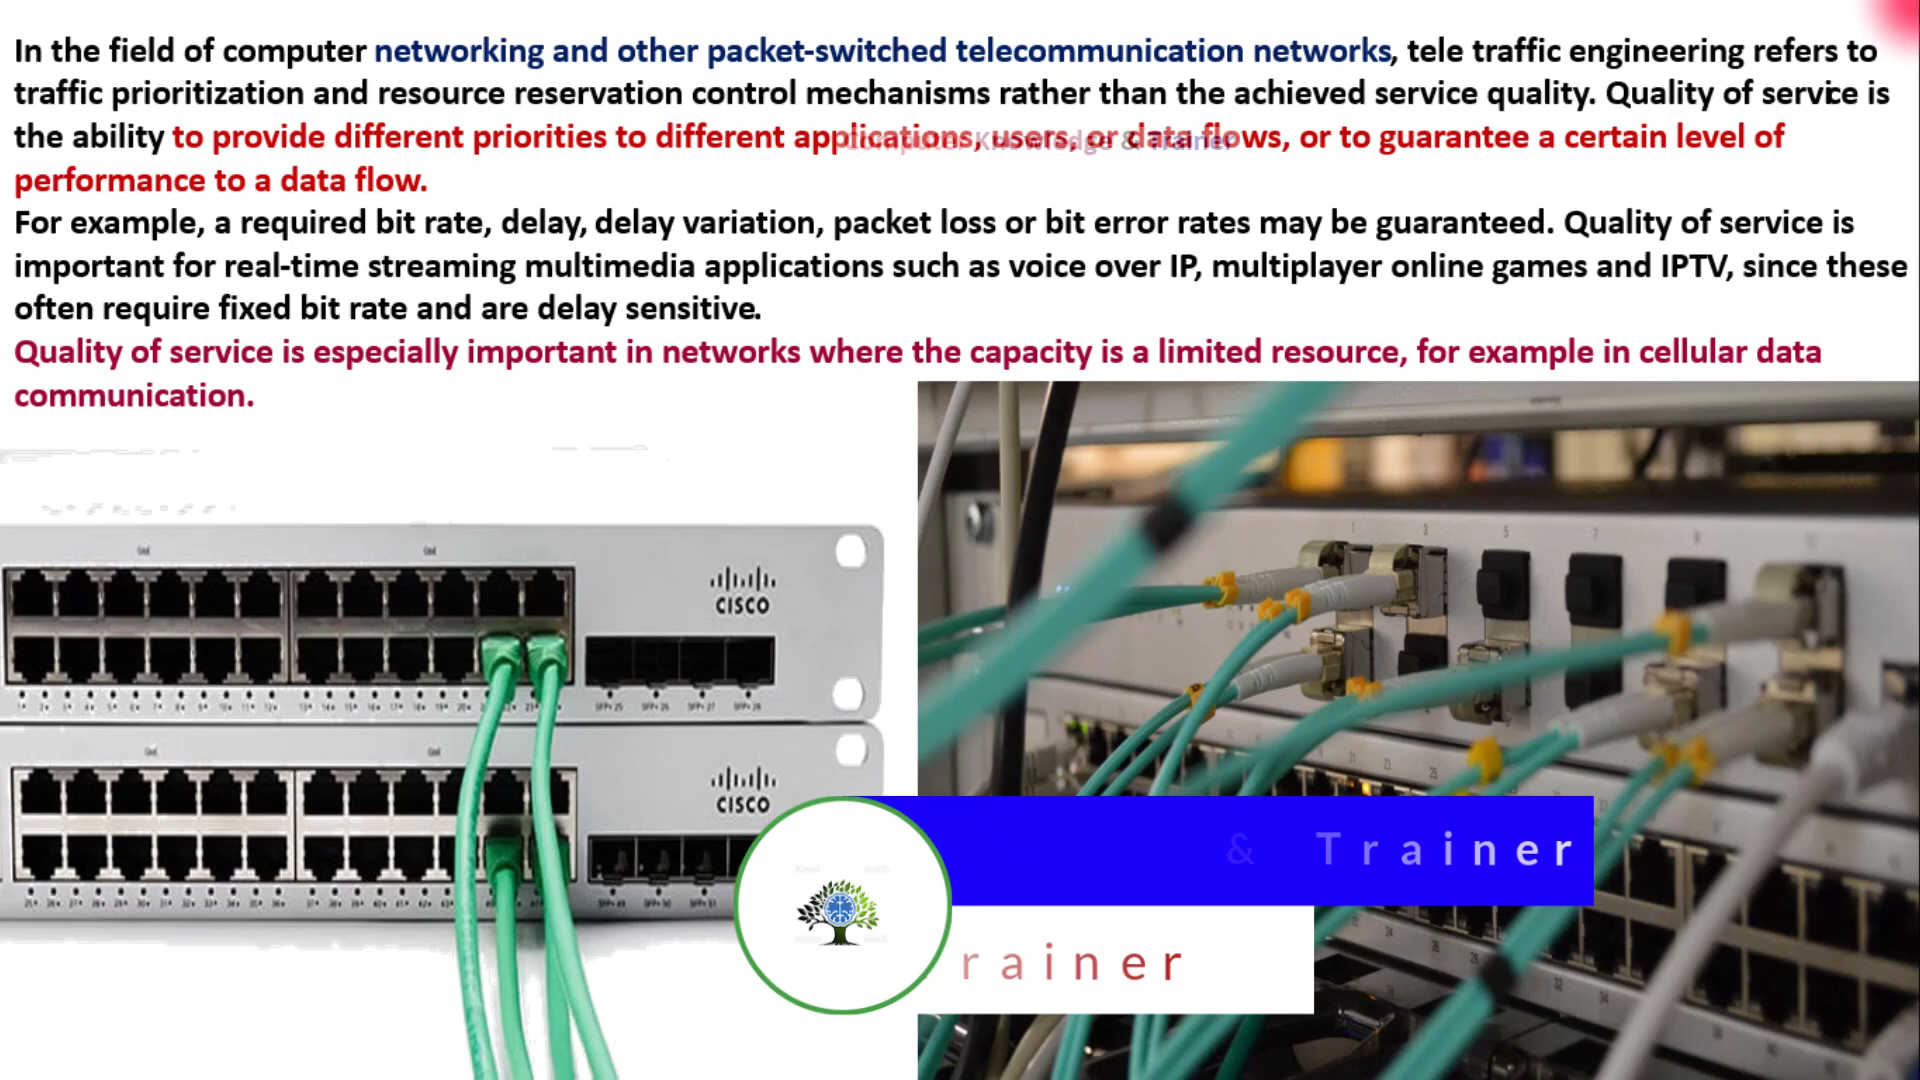 In the field of computer networking and other packet-switched telecommunication networks, tele traffic engineering refers to
traffic prioritization and resource reservation control mechanisms rather than the achieved service quality. Quality of service is
the ability to provide different priorities to different applications, users, or data flows, or to guarantee a certain level of
Computer Knowledge & Trainer
performance to a data flow.
For example, a required bit rate, delay, delay variation, packet loss or bit error rates may be guaranteed. Quality of service is
important for real-time streaming multimedia applications such as voice over IP, multiplayer online games and IPTV, since these
often require fixed bit rate and are delay sensitive.
Quality of service is especially important in networks where the capacity is a limited resource, for example in cellular data
communication.
CISCO
CISCO
& Trainer
rainer